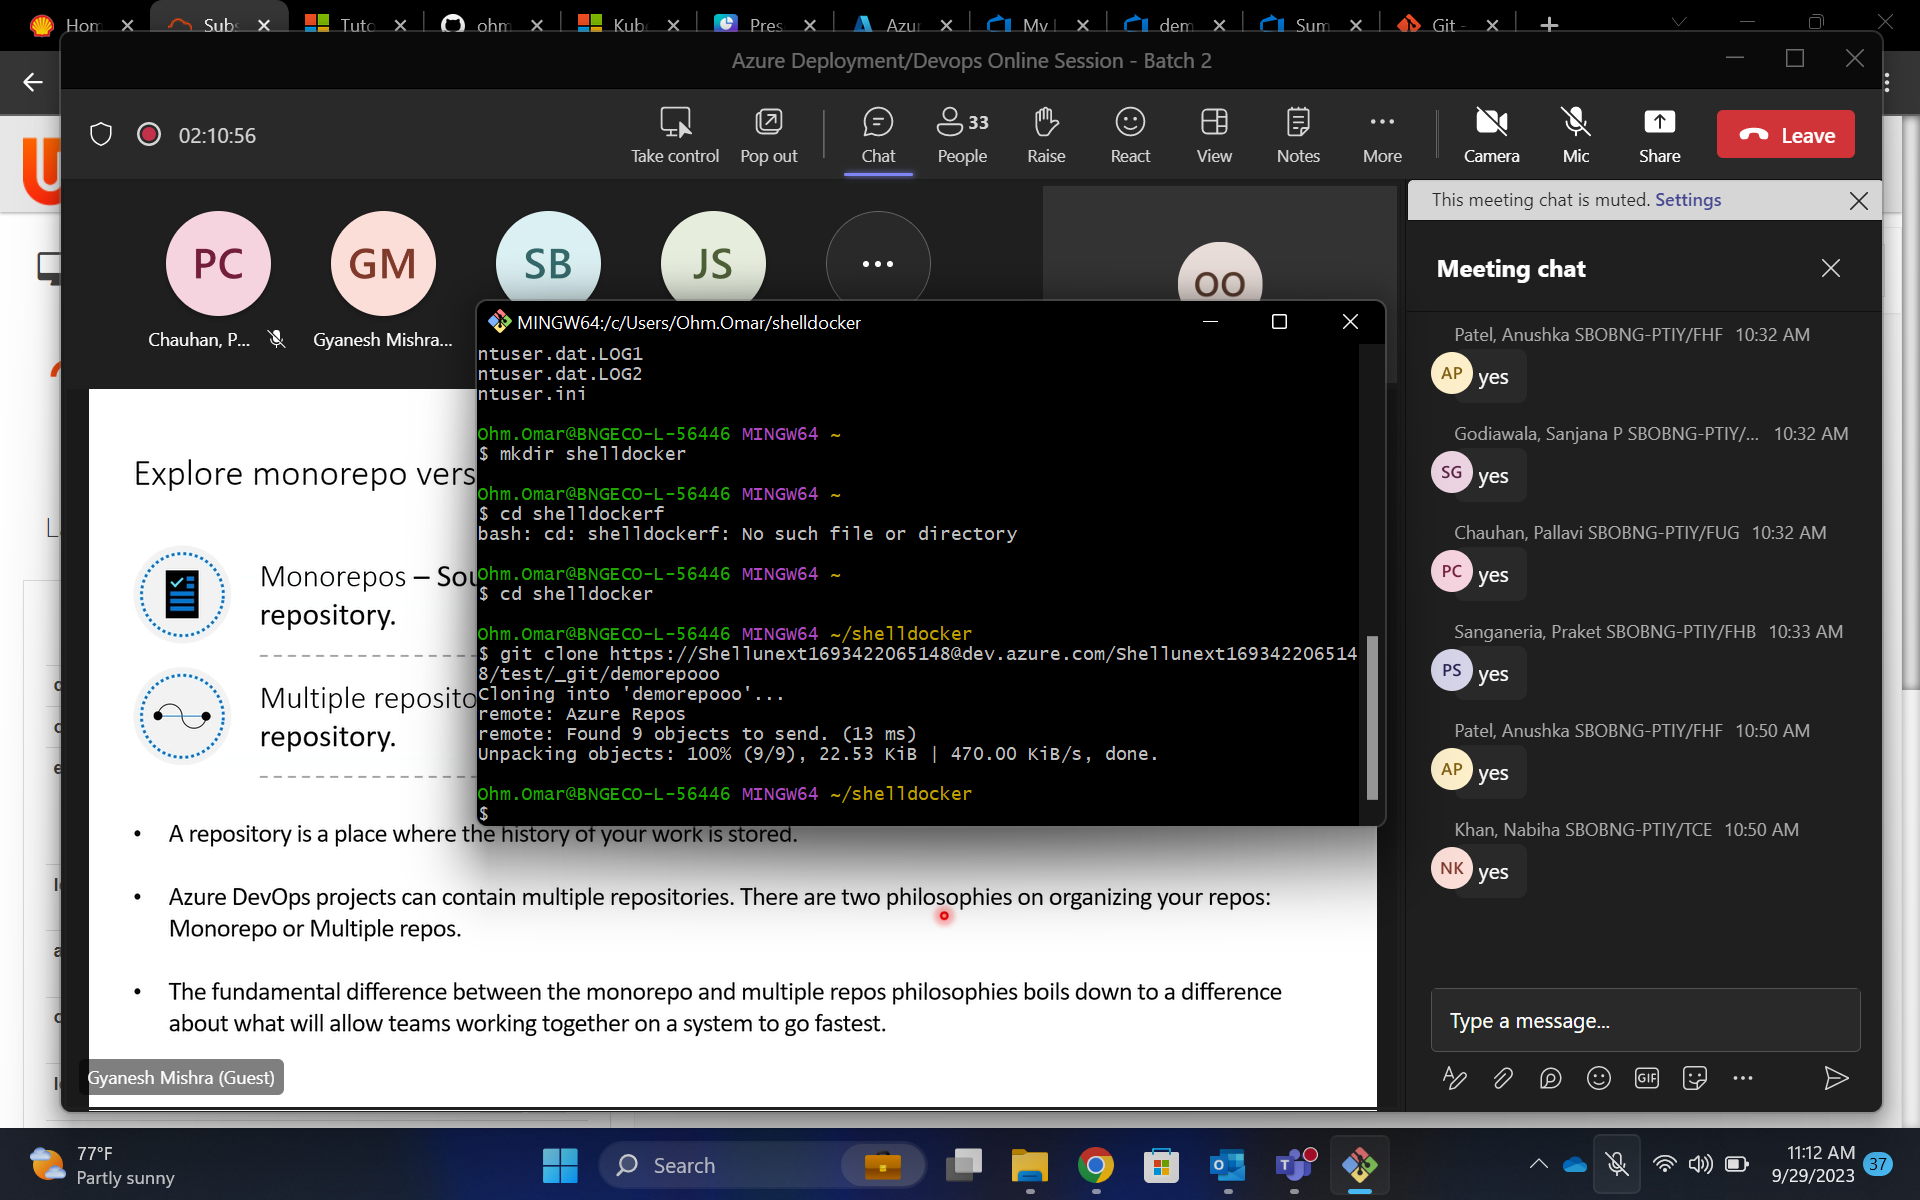 Hom
Subs
Tuto
ohm
Kube
Pres
Azur
My
dem
Sum
Git -
Azure Deployment/Devops Online Session - Batch 2
02:10:56
Take control
Pop out
Chat
33
People
Raise
React
View
Notes
More
Camera
Mic
Share
Leave
PC
GM
SB
JS
OO
Chauhan, P...
Gyanesh Mishra...
This meeting chat is muted. Settings
Meeting chat
Patel, Anushka SBOBNG-PTIY/FHF 10:32 AM
AP
yes
Godiawala, Sanjana P SBOBNG-PTIY/... 10:32 AM
SG
yes
Chauhan, Pallavi SBOBNG-PTIY/FUG 10:32 AM
PC
yes
Sanganeria, Praket SBOBNG-PTIY/FHB 10:33 AM
PS
yes
Patel, Anushka SBOBNG-PTIY/FHF 10:50 AM
AP
yes
Khan, Nabiha SBOBNG-PTIY/TCE 10:50 AM
NK
yes
Type a message...
GIF
MINGW64:/c/Users/Ohm.Omar/shelldocker
ntuser.dat.LOG1
ntuser.dat.LOG2
ntuser.ini
Ohm.Omar@BNGECO-L-56446 MINGW64 ~
$ mkdir shelldocker
Ohm.Omar@BNGECO-L-56446 MINGW64 ~
$ cd shelldockerf
bash: cd: shelldockerf: No such file or directory
Ohm.Omar@BNGECO-L-56446 MINGW64 ~
$ cd shelldocker
Ohm.Omar@BNGECO-L-56446 MINGW64 ~/shelldocker
$ git clone https://Shellunext1693422065148@dev.azure.com/Shellunext169342206514
8/test/_git/demorepooo
Cloning into 'demorepooo'...
remote: Azure Repos
remote: Found 9 objects to send. (13 ms)
Unpacking objects: 100% (9/9), 22.53 KiB | 470.00 KiB/s, done.
Ohm.Omar@BNGECO-L-56446 MINGW64 ~/shelldocker
$
Explore monorepo vers
Monorepos – Sou
repository.
Multiple reposito
repository.
• A repository is a place where the history of your work is stored.
• Azure DevOps projects can contain multiple repositories. There are two philosophies on organizing your repos:
Monorepo or Multiple repos.
• The fundamental difference between the monorepo and multiple repos philosophies boils down to a difference
about what will allow teams working together on a system to go fastest.
Gyanesh Mishra (Guest)
77°F
Partly sunny
Search
11:12 AM
9/29/2023
37